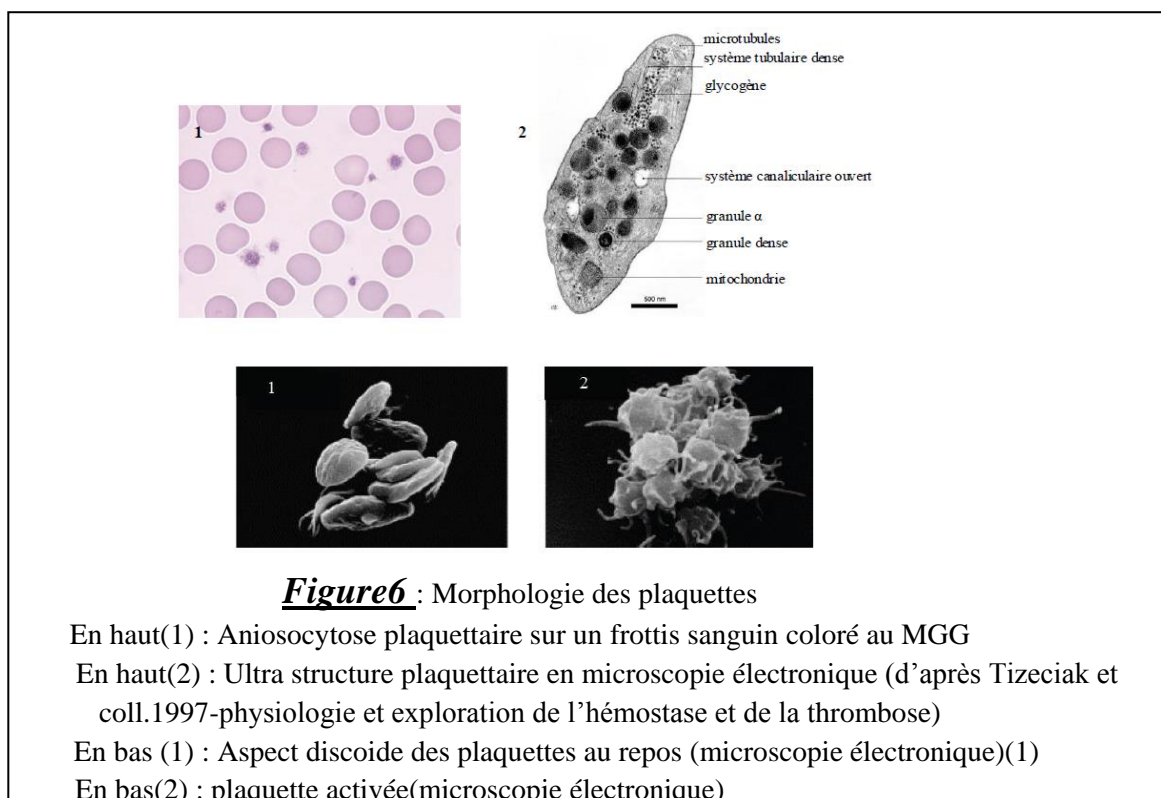 1
2
microtubules
système tubulaire dense
glycogène
système canaliculaire ouvert
granule α
granule dense
mitochondrie
500 nm
1
2
Figure6 : Morphologie des plaquettes
En haut(1) : Aniosocytose plaquettaire sur un frottis sanguin coloré au MGG
En haut(2) : Ultra structure plaquettaire en microscopie électronique (d'après Tizeciak et
coll.1997-physiologie et exploration de l'hémostase et de la thrombose)
En bas (1) : Aspect discoide des plaquettes au repos (microscopie électronique)(1)
En bas(2) : plaquette activée(microscopie électronique)